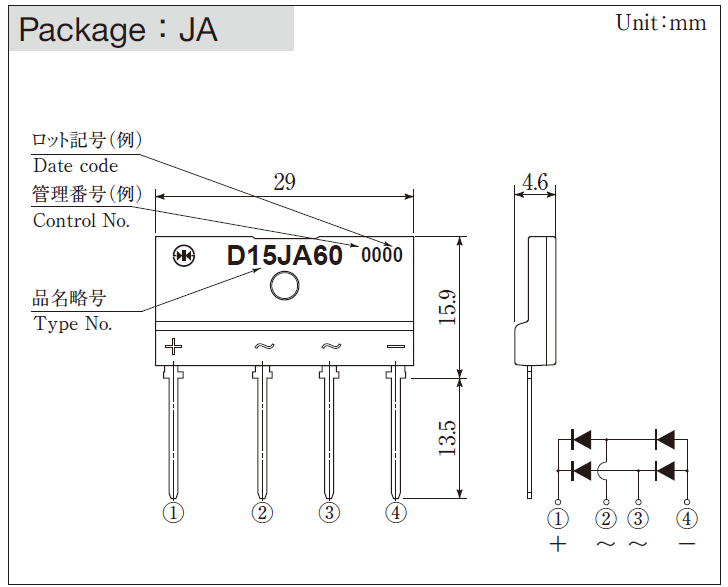 Package：JA
Unit:mm
ロット記号(例)
Date code
29
4.6
管理番号(例)
Control No.
D15JA60 0000
品名略号
Type No.
15.9
+ ~ ~ −
13.5
① ② ③ ④
① ② ③ ④
+ ~ ~ −